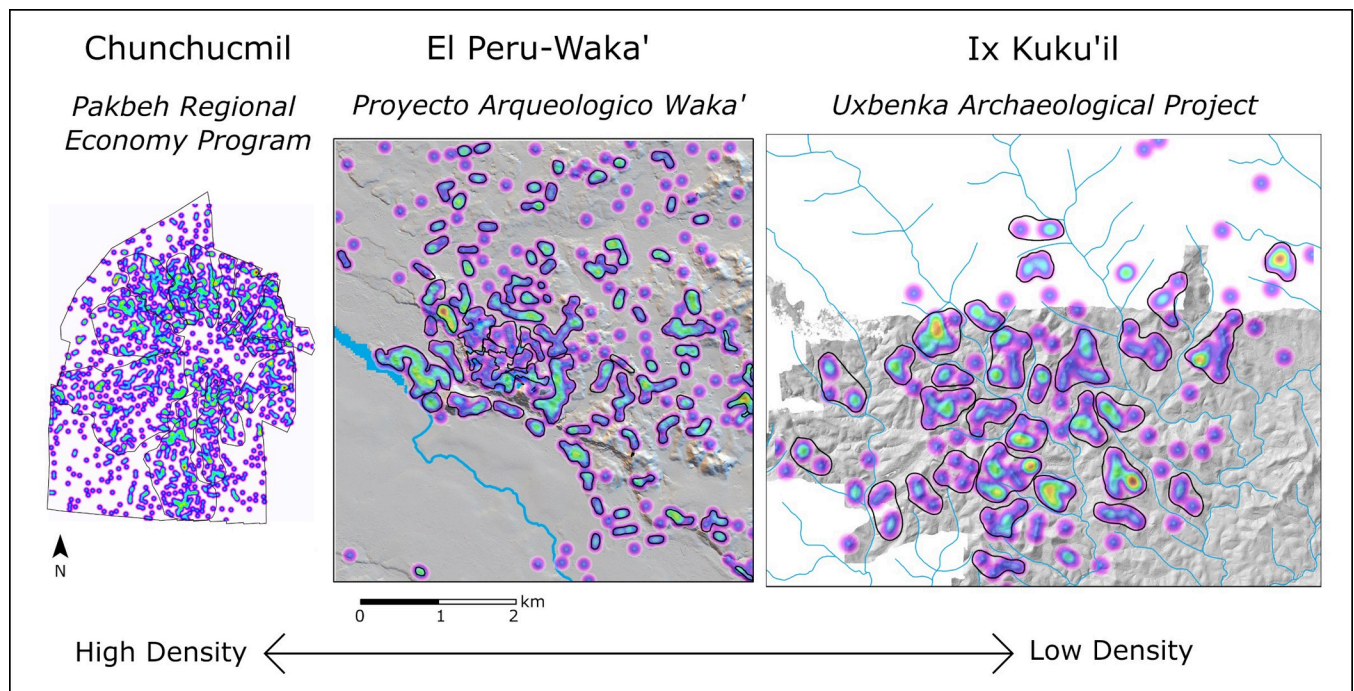 Chunchucmil
Pakbeh Regional
Economy Program
El Peru-Waka'
Proyecto Arqueologico Waka'
Ix Kuku'il
Uxbenka Archaeological Project
N
km
0 1 2
High Density
Low Density